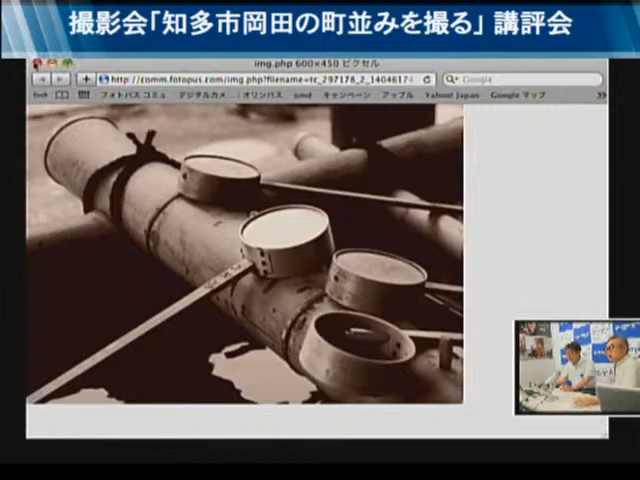 撮影会「知多市岡田の町並みを撮る」 講評会
img.php 600×450 ピクセル
http://comm.fotopus.com/img.php?filename=tc_297178_2_1404617
Google
フォトパス コミュ デジタルカメ... オリンパス キャンペーン アップル Yahoo! Japan Google マップ